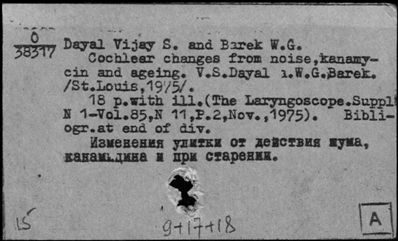 O
38317
Dayal Vijay S. and Barek W.G.
Cochlear changes from noise,kanamy-
cin and ageing. V.S.Dayal a.W.G.Barek.
/St.Louis,1975/.
18 p.with ill.(The Laryngoscope.Suppl
N 1-Vol.85,N 11,P.2,Nov.,1975). Bibli-
ogr.at end of div.
Изменения улитки от действия шума,
канамицина и при старении.
15
9+17+18
A